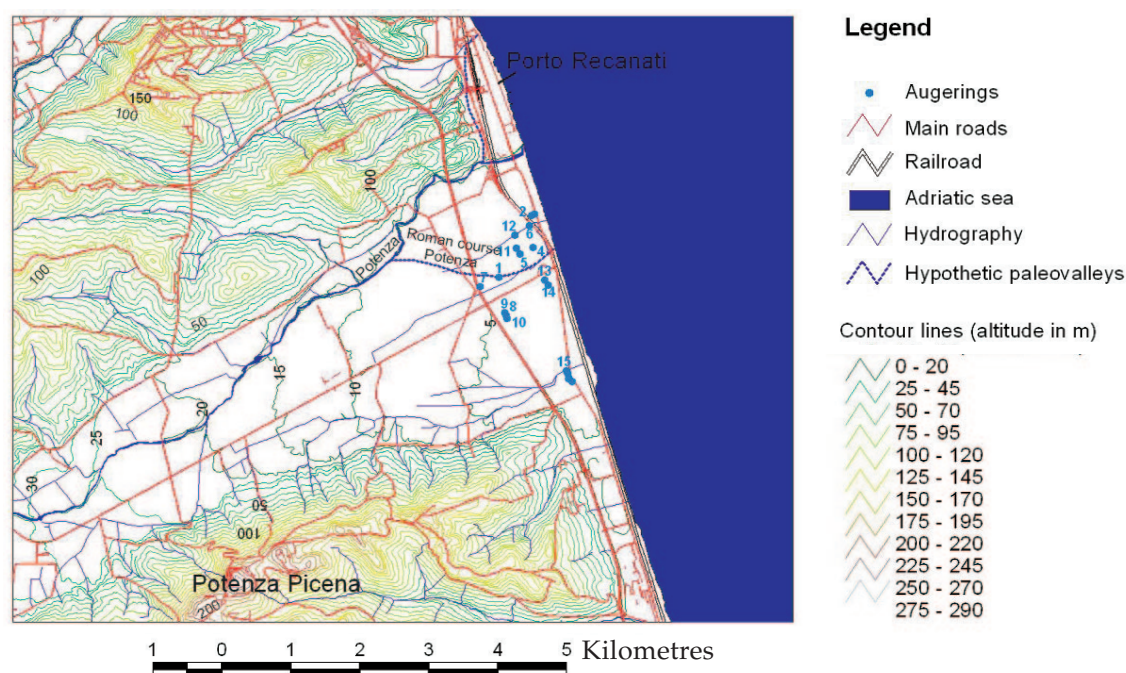 Legend
Porto Recanati
150
100
Augerings
Main roads
Railroad
Adriatic sea
Hydrography
Hypothetic paleovalleys
100
2
12
6
Roman course
Potenza
Potenza
11
4
5
1
7
13
14
100
50
9 8
10
5
Contour lines (altitude in m)
0 - 20
25 - 45
50 - 70
75 - 95
100 - 120
125 - 145
150 - 170
175 - 195
200 - 220
225 - 245
250 - 270
275 - 290
15
10
15
20
25
30
50
100
Potenza Picena
200
1 0 1 2 3 4 5 Kilometres